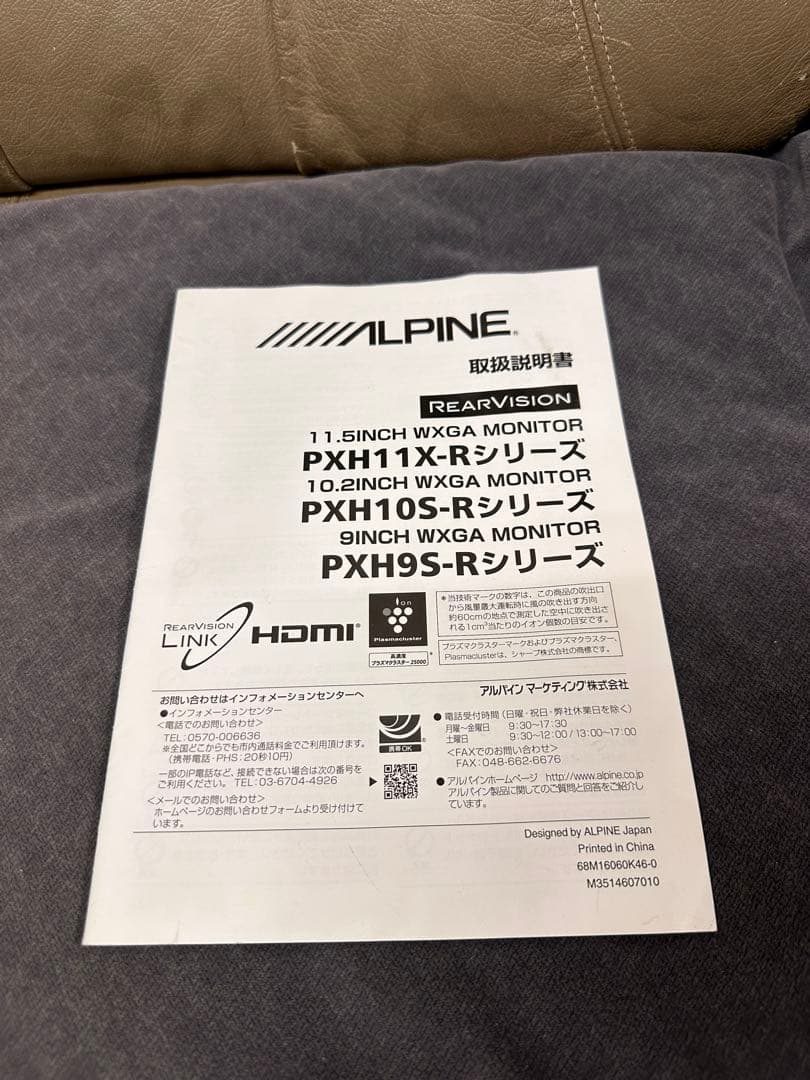 ALPINE
取扱説明書
REARVISION
11.5INCH WXGA MONITOR
PXH11X-Rシリーズ
10.2INCH WXGA MONITOR
PXH10S-Rシリーズ
9INCH WXGA MONITOR
PXH9S-Rシリーズ
REARVISION
LINK
HDMI
ion
Plasmacluster
高濃度
プラズマクラスター25000
*
*当技術マークの数字は、この商品の吹出口
から風量最大運転時に風の吹き出す方向
約60cmの地点で測定した空中に吹き出さ
れる1cm³当たりのイオン個数の目安です。
プラズマクラスターマークおよびプラズマクラスター、
Plasmaclusterは、シャープ株式会社の商標です。
お問い合わせはインフォメーションセンターへ
●インフォメーションセンター
<電話でのお問い合わせ>
TEL:0570-006636
※全国どこからでも市内通話料金でご利用頂けます。
(携帯電話・PHS:20秒10円)
一部のIP電話など、接続できない場合は次の番号を
ご利用ください。 TEL:03-6704-4926
<メールでのお問い合わせ>
ホームページのお問い合わせフォームより受け付けて
います。
携帯OK
アルパイン マーケティング株式会社
●電話受付時間(日曜・祝日・弊社休業日を除く)
月曜~金曜日 9:30~17:30
土曜日 9:30~12:00/13:00~17:00
<FAXでのお問い合わせ>
FAX:048-662-6676
●アルパインホームページ http://www.alpine.co.jp
アルパイン製品に関してのご質問と回答をご紹介し
ています。
Designed by ALPINE Japan
Printed in China
68M16060K46-0
M3514607010